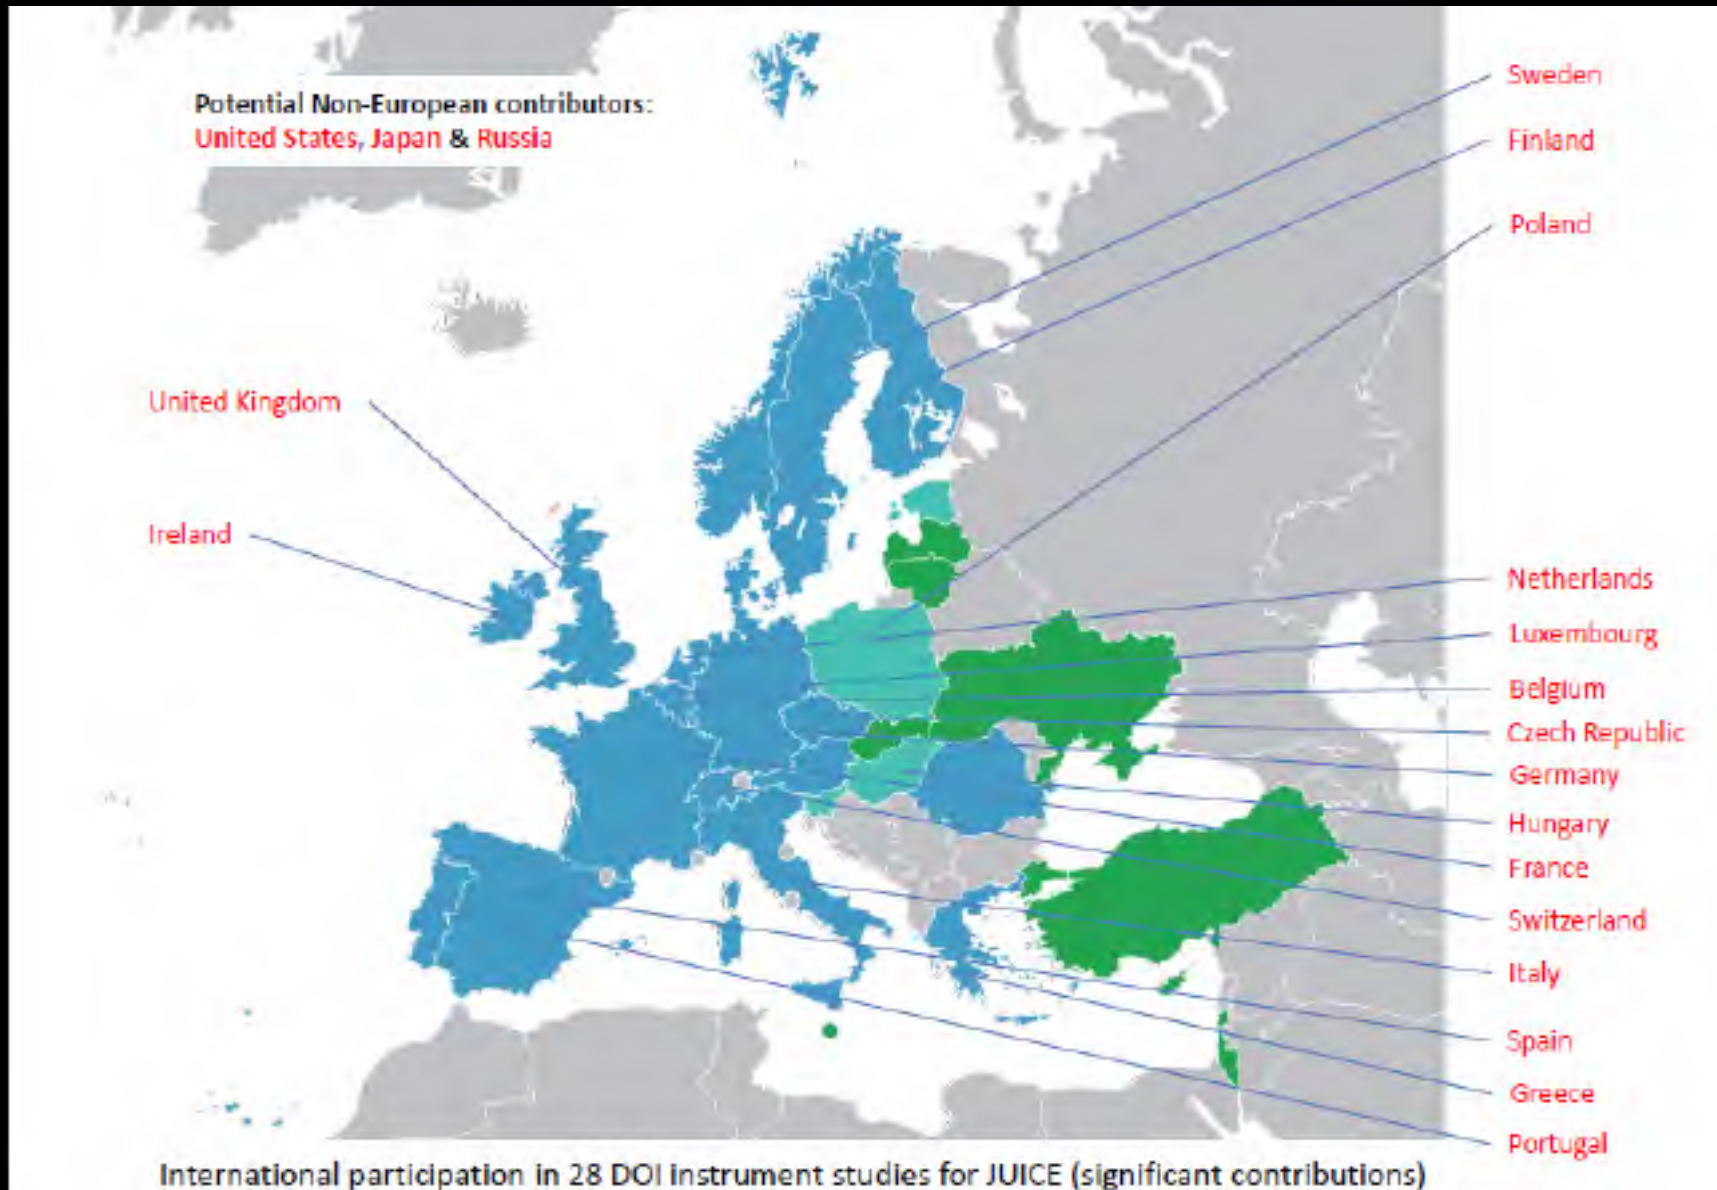 Potential Non-European contributors:
United States, Japan & Russia
Sweden
Finland
Poland
United Kingdom
Ireland
Netherlands
Luxembourg
Belgium
Czech Republic
Germany
Hungary
France
Switzerland
Italy
Spain
Greece
Portugal
International participation in 28 DOI instrument studies for JUICE (significant contributions)